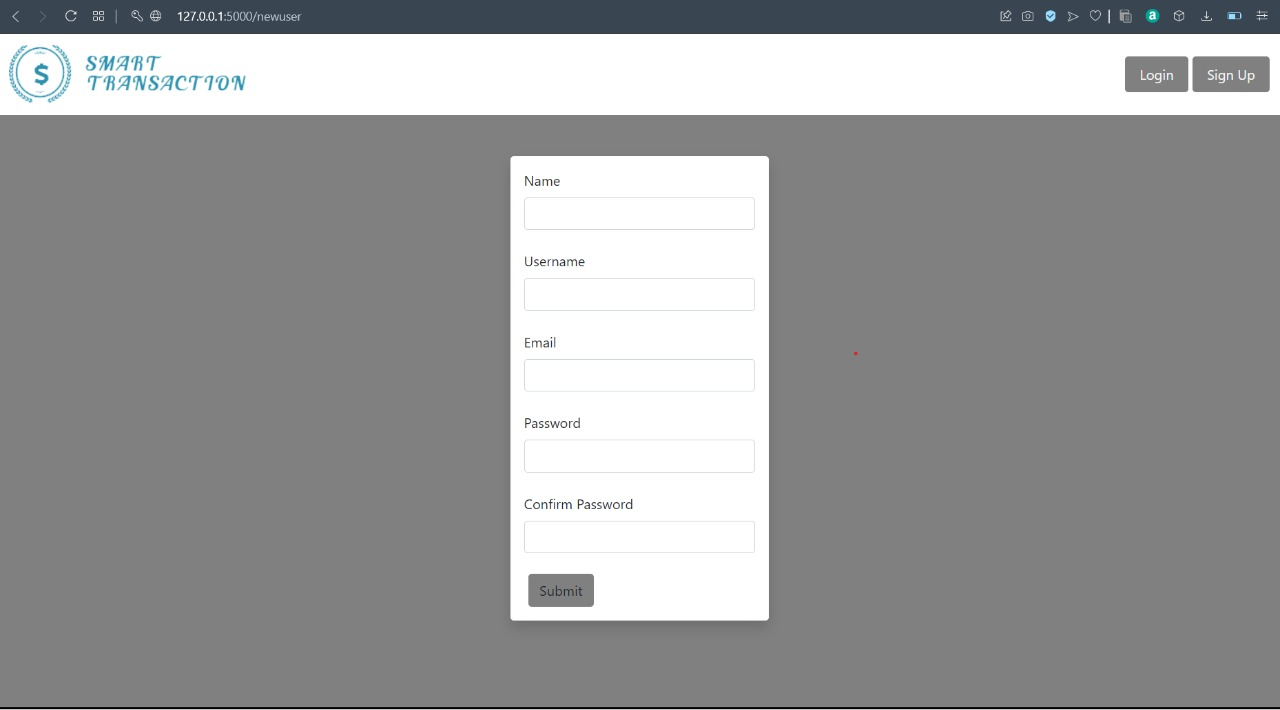 127.0.0.1:5000/newuser
$
SMART
TRANSACTION
Login
Sign Up
Name
Username
Email
Password
Confirm Password
Submit